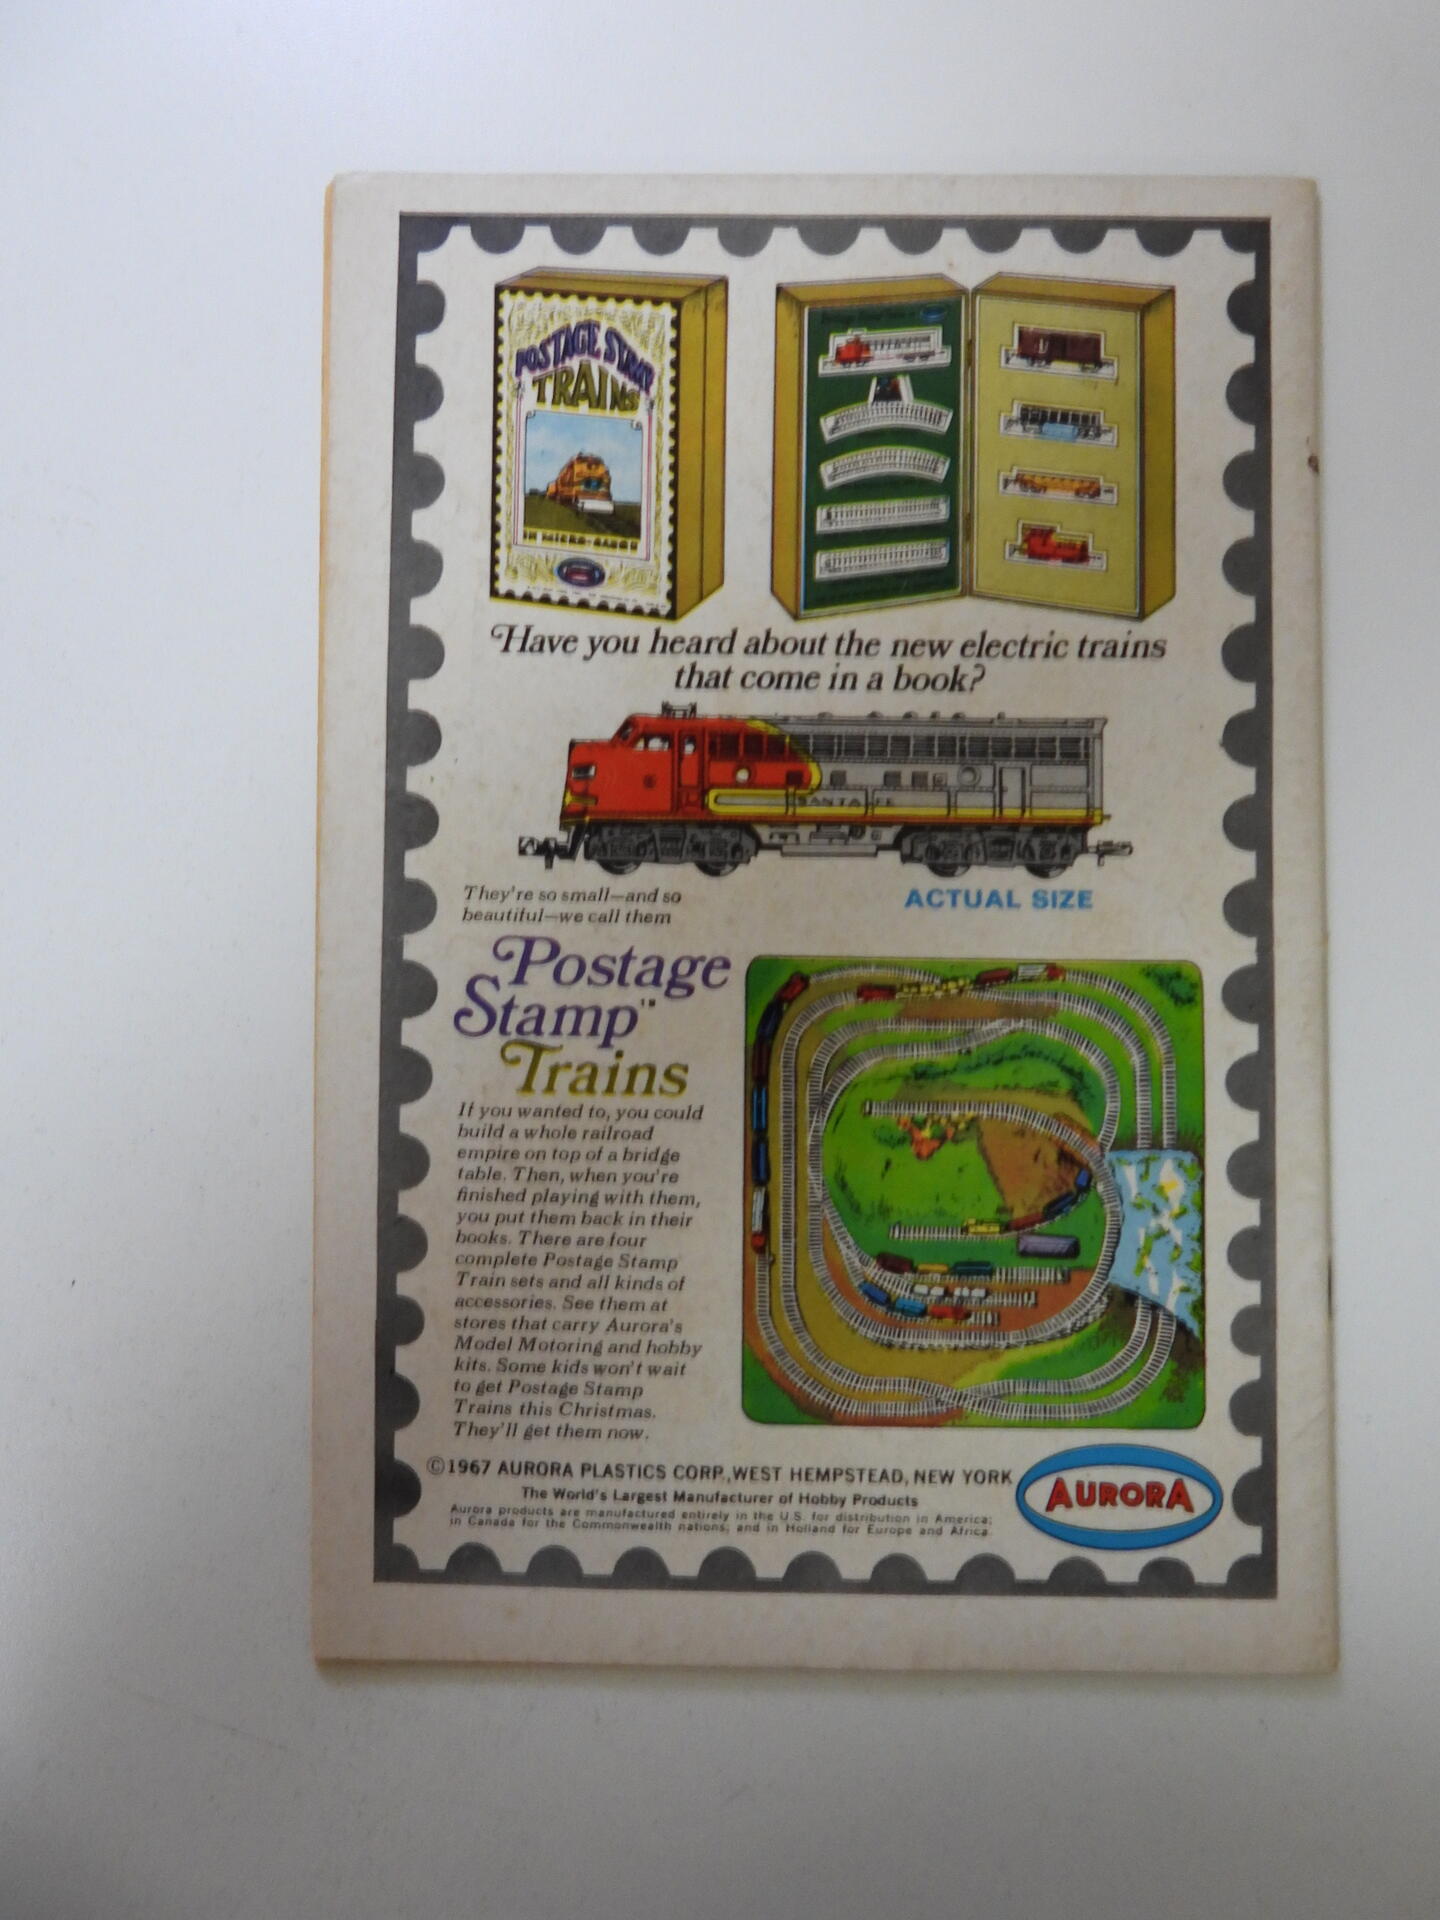 POSTAGE STAMP
TRAINS
IN MICRO-GAUGE
Have you heard about the new electric trains
that come in a book?
SANTA FE
They're so small—and so
beautiful—we call them
ACTUAL SIZE
Postage
Stamp™
Trains
If you wanted to, you could
build a whole railroad
empire on top of a bridge
table. Then, when you're
finished playing with them,
you put them back in their
books. There are four
complete Postage Stamp
Train sets and all kinds of
accessories. See them at
stores that carry Aurora's
Model Motoring and hobby
kits. Some kids won't wait
to get Postage Stamp
Trains this Christmas.
They'll get them now.
©1967 AURORA PLASTICS CORP., WEST HEMPSTEAD, NEW YORK
The World's Largest Manufacturer of Hobby Products
Aurora products are manufactured entirely in the U.S. for distribution in America;
in Canada for the Commonwealth nations; and in Holland for Europe and Africa.
AURORA